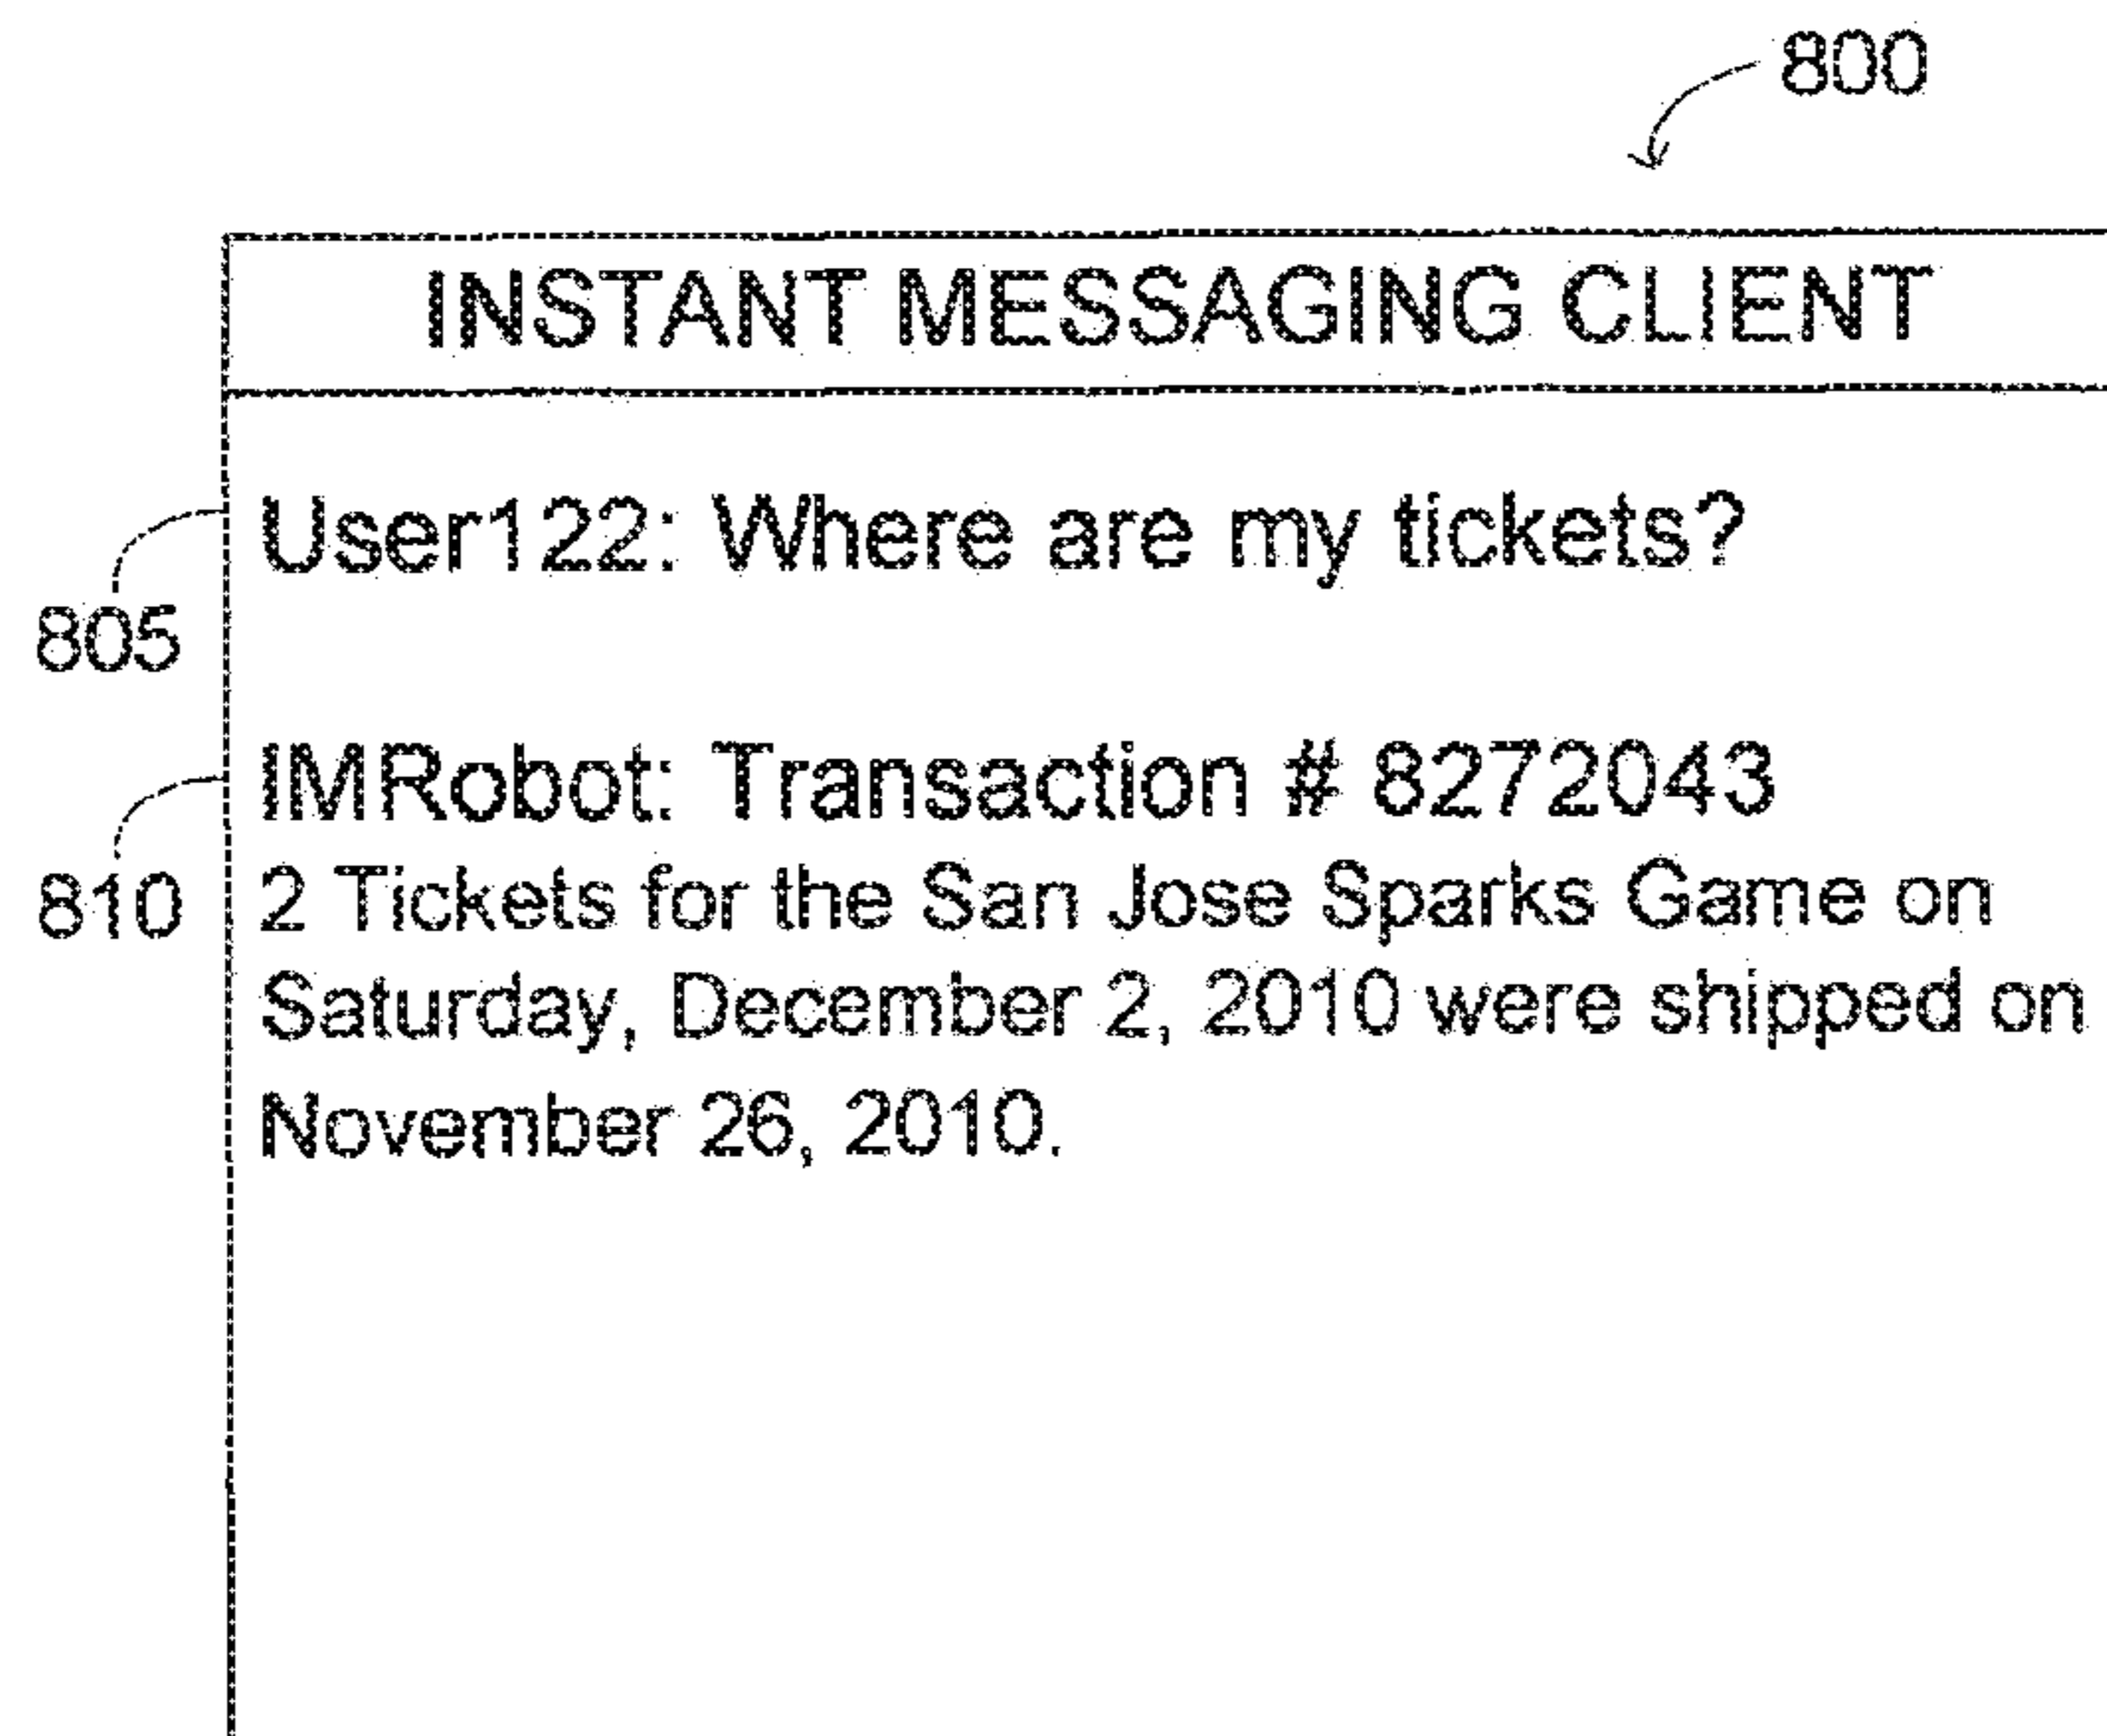 800
INSTANT MESSAGING CLIENT
User122: Where are my tickets?
805
IMRobot: Transaction # 8272043
810
2 Tickets for the San Jose Sparks Game on
Saturday, December 2, 2010 were shipped on
November 26, 2010.